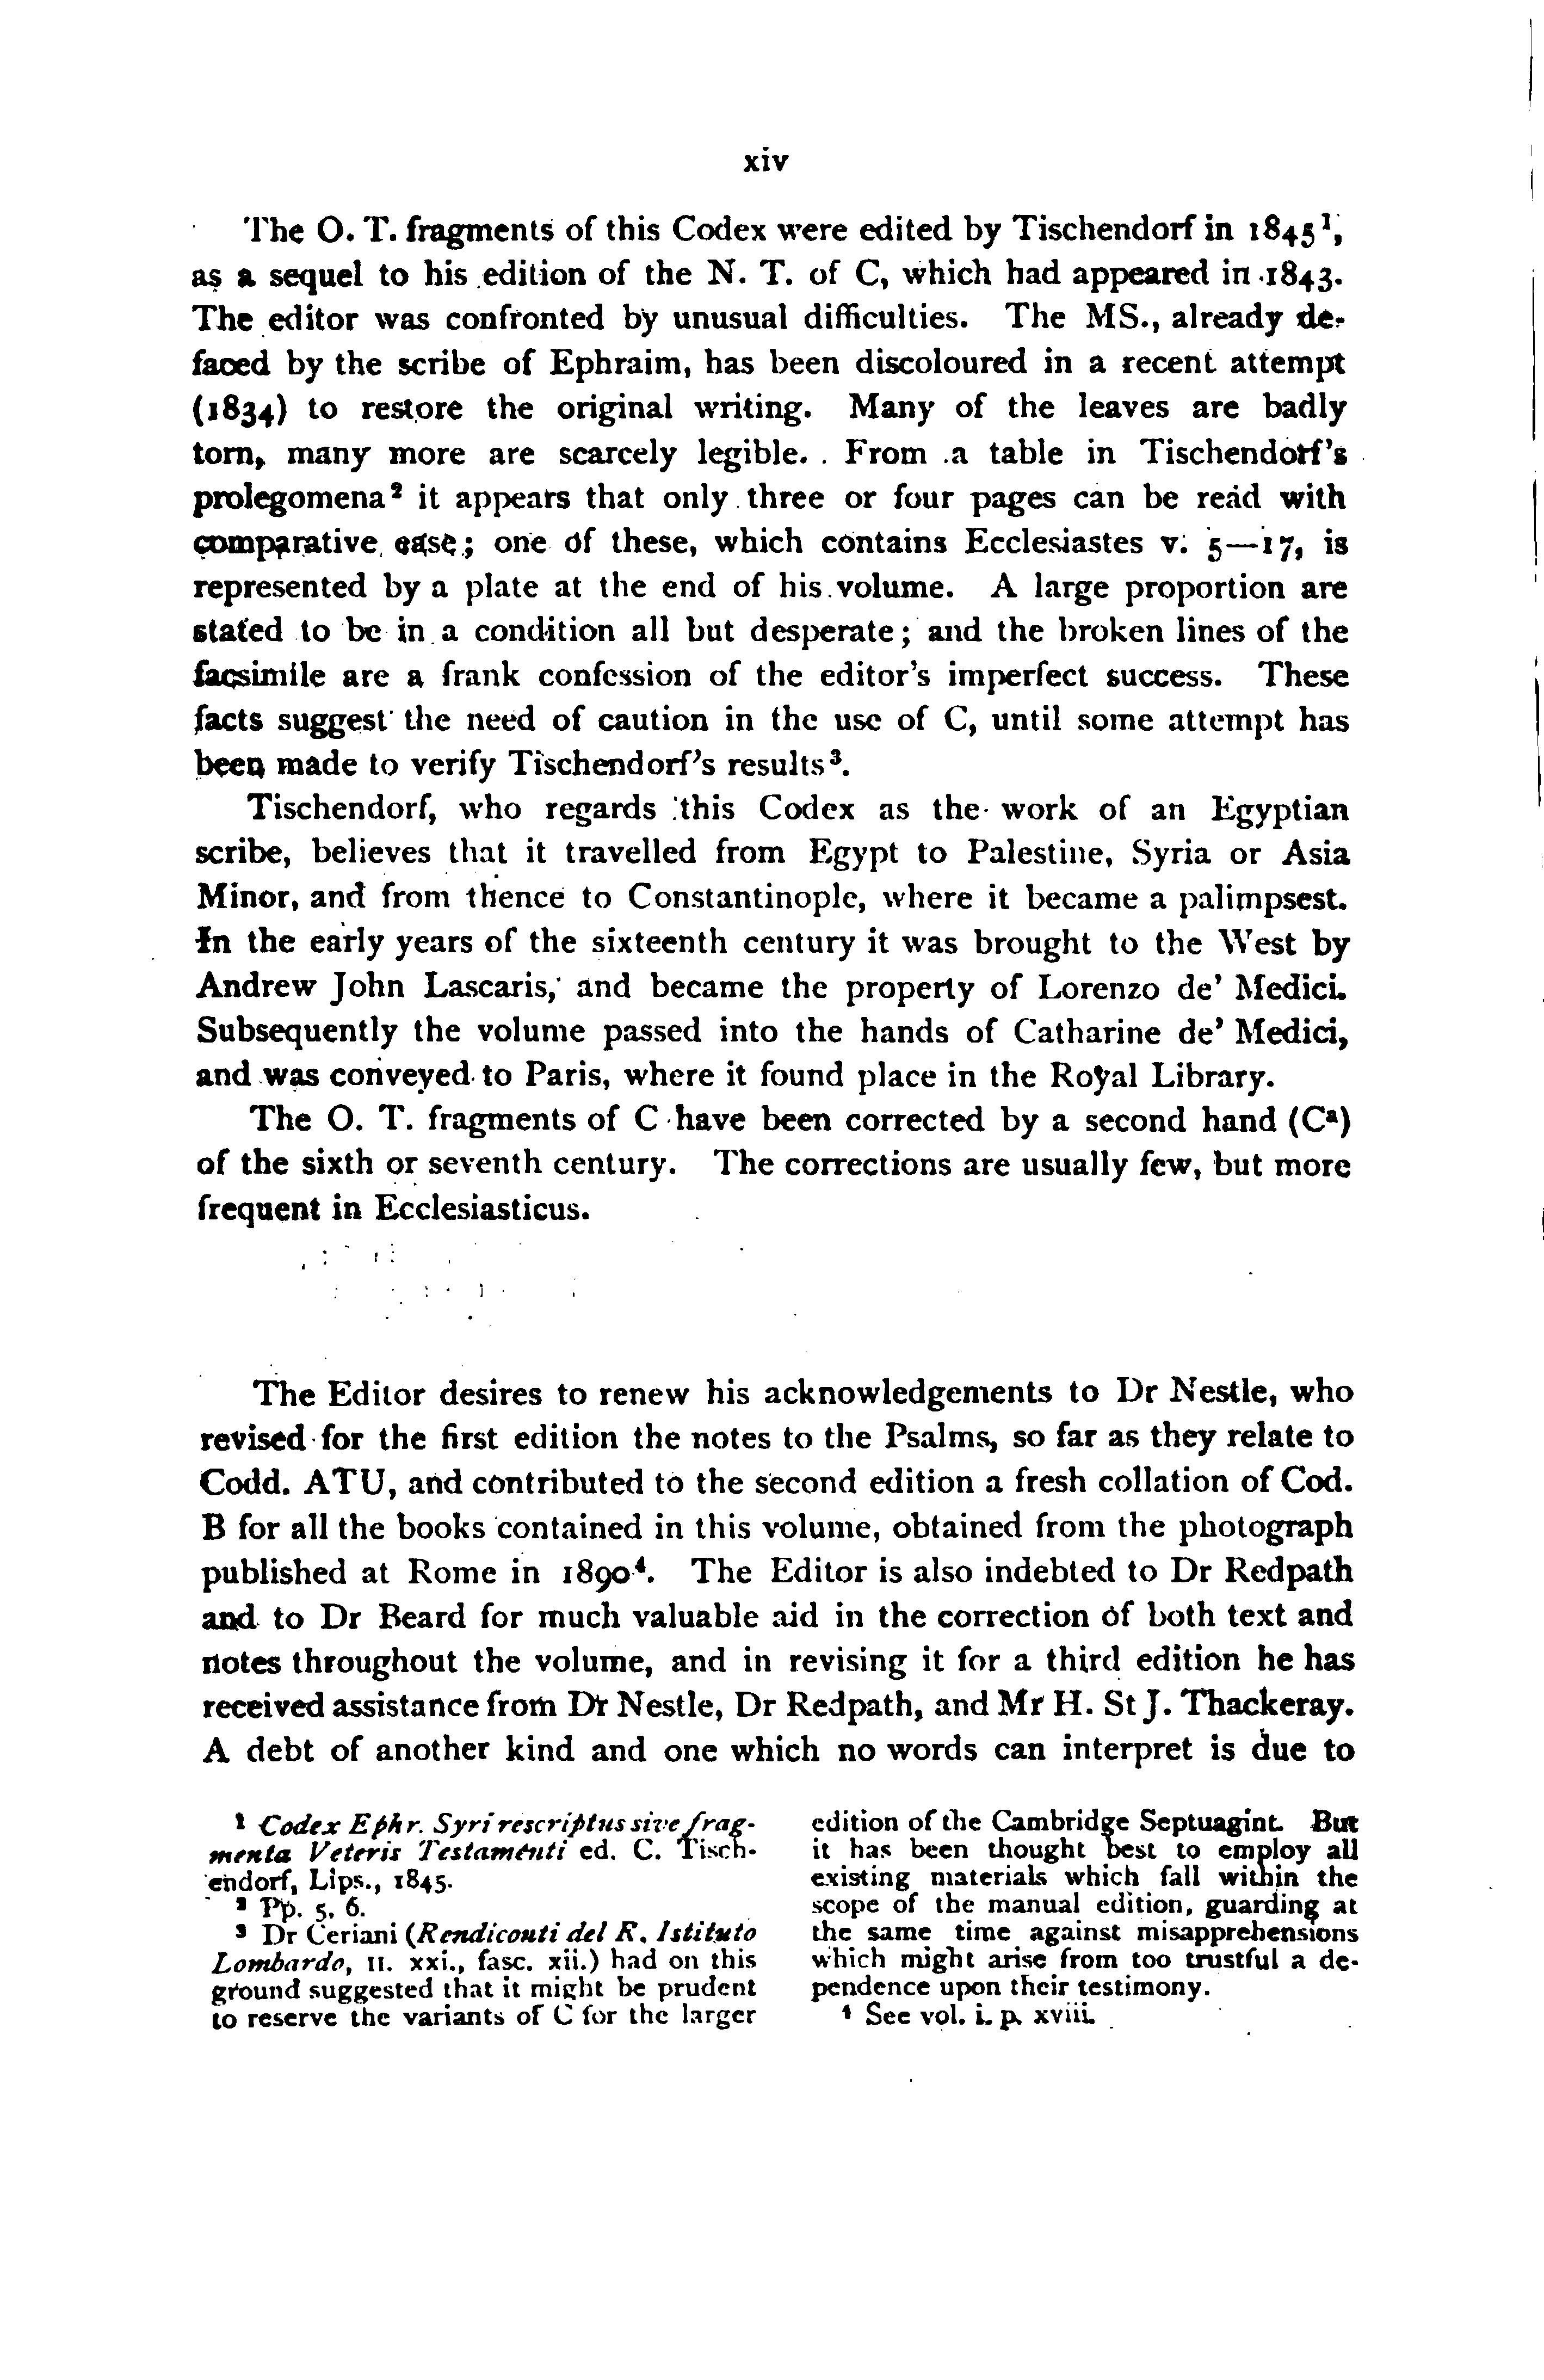 xiv
The O. T. fragments of this Codex were edited by Tischendorf in 1845¹,
as a sequel to his edition of the N. T. of C, which had appeared in 1843.
The editor was confronted by unusual difficulties. The MS., already de-
faced by the scribe of Ephraim, has been discoloured in a recent attempt
(1834) to restore the original writing. Many of the leaves are badly
torn, many more are scarcely legible. From a table in Tischendorf's
prolegomena² it appears that only three or four pages can be read with
comparative ease; one of these, which contains Ecclesiastes v. 5—17, is
represented by a plate at the end of his volume. A large proportion are
stated to be in a condition all but desperate; and the broken lines of the
facsimile are a frank confession of the editor's imperfect success. These
facts suggest the need of caution in the use of C, until some attempt has
been made to verify Tischendorf's results³.
Tischendorf, who regards this Codex as the work of an Egyptian
scribe, believes that it travelled from Egypt to Palestine, Syria or Asia
Minor, and from thence to Constantinople, where it became a palimpsest.
In the early years of the sixteenth century it was brought to the West by
Andrew John Lascaris, and became the property of Lorenzo de' Medici.
Subsequently the volume passed into the hands of Catharine de' Medici,
and was conveyed to Paris, where it found place in the Royal Library.
The O. T. fragments of C have been corrected by a second hand (Cᵃ)
of the sixth or seventh century. The corrections are usually few, but more
frequent in Ecclesiasticus.
The Editor desires to renew his acknowledgements to Dr Nestle, who
revised for the first edition the notes to the Psalms, so far as they relate to
Codd. ATU, and contributed to the second edition a fresh collation of Cod.
B for all the books contained in this volume, obtained from the photograph
published at Rome in 1890⁴. The Editor is also indebted to Dr Redpath
and to Dr Beard for much valuable aid in the correction of both text and
notes throughout the volume, and in revising it for a third edition he has
received assistance from Dr Nestle, Dr Redpath, and Mr H. St J. Thackeray.
A debt of another kind and one which no words can interpret is due to
¹ Codex Ephr. Syri rescriptus sive frag-
menta Veteris Testamenti ed. C. Tisch-
endorf, Lips., 1845.
² Pp. 5, 6.
³ Dr Ceriani (Rendiconti del R. Istituto
Lombardo, II. xxi., fasc. xii.) had on this
ground suggested that it might be prudent
to reserve the variants of C for the larger
edition of the Cambridge Septuagint. But
it has been thought best to employ all
existing materials which fall within the
scope of the manual edition, guarding at
the same time against misapprehensions
which might arise from too trustful a de-
pendence upon their testimony.
⁴ See vol. i. p. xviii.